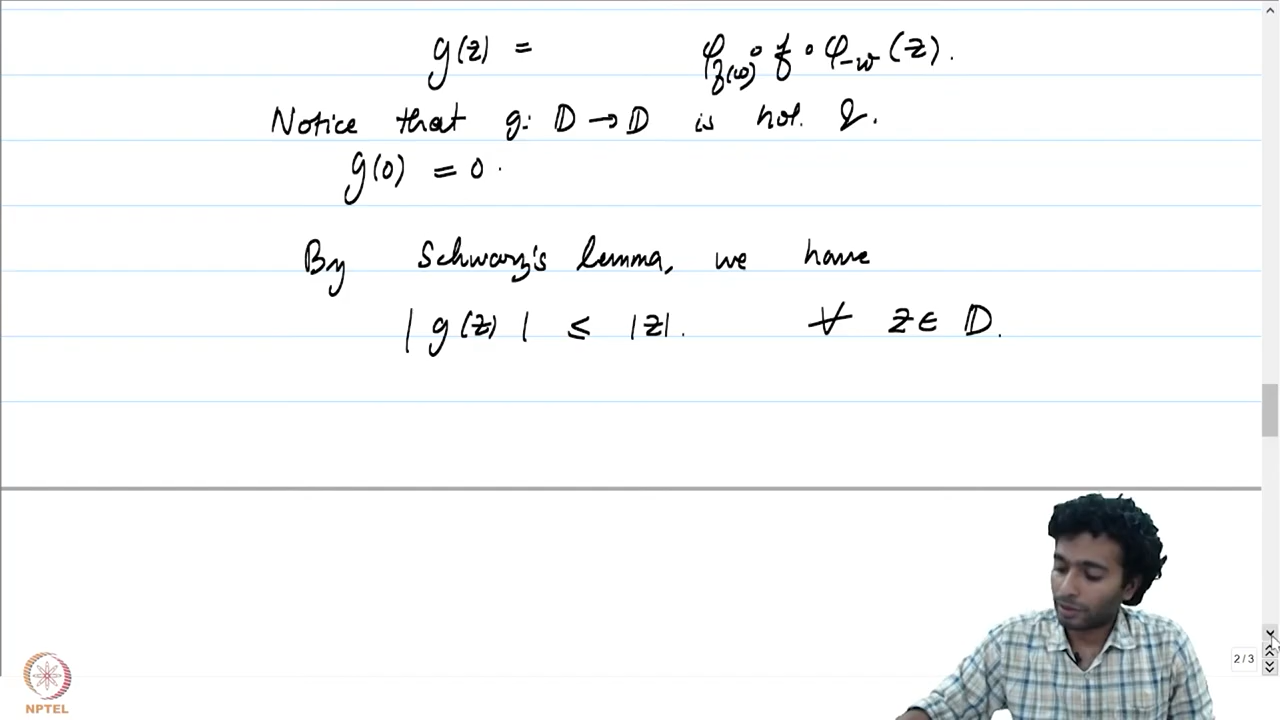 g(z) = φ_{f(w)} ∘ f ∘ φ_{-w}(z).
Notice that g: 𝔻 → 𝔻 is hol. &.
g(0) = 0.
By Schwarz's lemma, we have
|g(z)| ≤ |z|. ∀ z ∈ 𝔻.
2 / 3
NPTEL